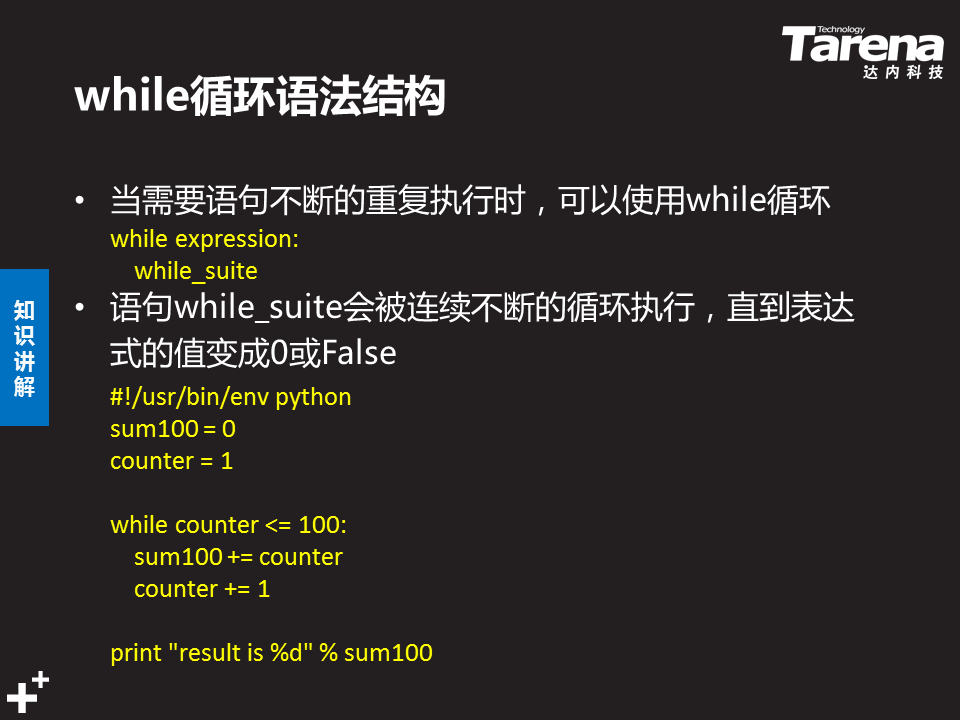 Technology
Tarena
达内科技
while循环语法结构
• 当需要语句不断的重复执行时，可以使用while循环
while expression:
    while_suite
• 语句while_suite会被连续不断的循环执行，直到表达
式的值变成0或False
#!/usr/bin/env python
sum100 = 0
counter = 1
while counter <= 100:
    sum100 += counter
    counter += 1
print "result is %d" % sum100
知
识
讲
解